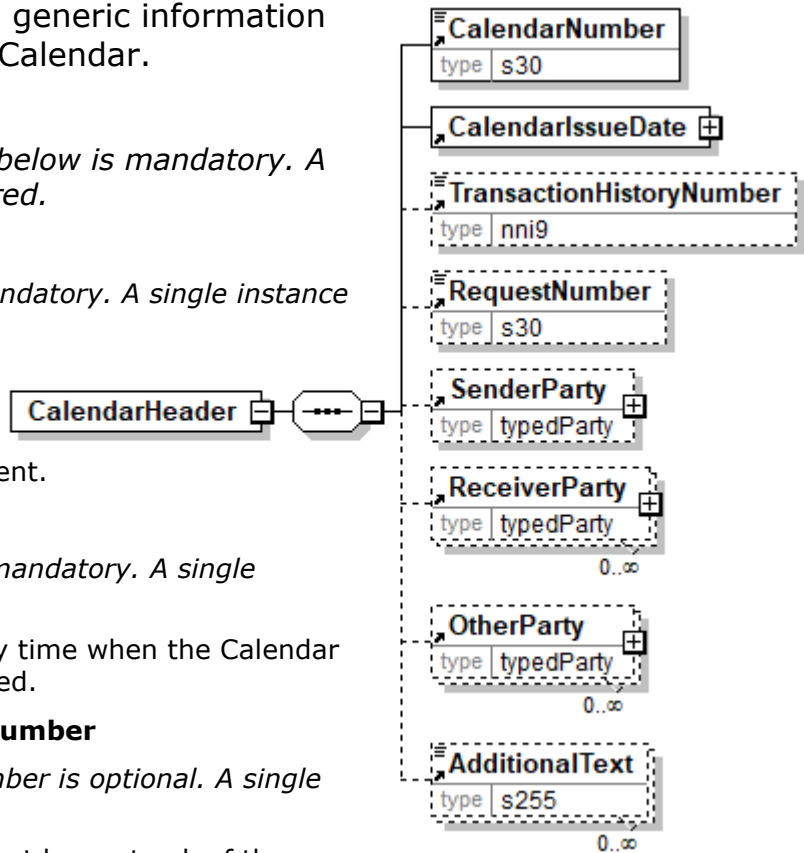 generic information
Calendar.
below is mandatory. A
ndatory. A single instance
ent.
mandatory. A single
time when the Calendar
ed.
umber
ber is optional. A single
CalendarHeader
CalendarNumber
type s30
CalendarIssueDate
TransactionHistoryNumber
type nni9
RequestNumber
type s30
SenderParty
type typedParty
ReceiverParty
type typedParty
0..∞
OtherParty
type typedParty
0..∞
AdditionalText
type s255
0..∞